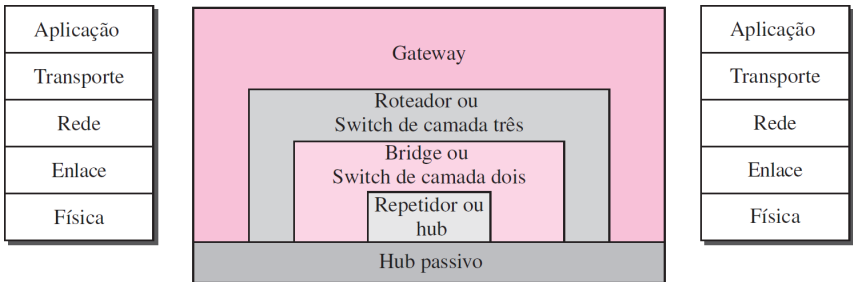 Aplicação
Transporte
Rede
Enlace
Física
Gateway
Roteador ou
Switch de camada três
Bridge ou
Switch de camada dois
Repetidor ou
hub
Hub passivo
Aplicação
Transporte
Rede
Enlace
Física